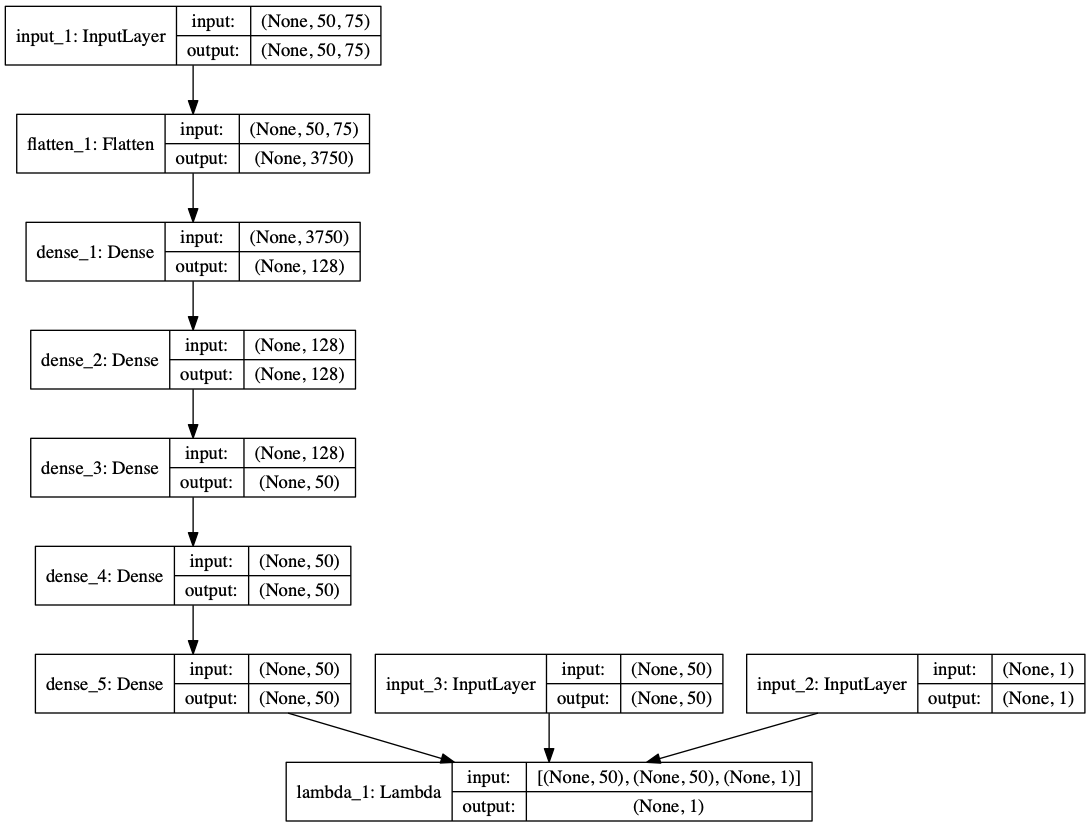 input_1: InputLayer
input: (None, 50, 75)
output: (None, 50, 75)
flatten_1: Flatten
input: (None, 50, 75)
output: (None, 3750)
dense_1: Dense
input: (None, 3750)
output: (None, 128)
dense_2: Dense
input: (None, 128)
output: (None, 128)
dense_3: Dense
input: (None, 128)
output: (None, 50)
dense_4: Dense
input: (None, 50)
output: (None, 50)
dense_5: Dense
input: (None, 50)
output: (None, 50)
input_3: InputLayer
input: (None, 50)
output: (None, 50)
input_2: InputLayer
input: (None, 1)
output: (None, 1)
lambda_1: Lambda
input: [(None, 50), (None, 50), (None, 1)]
output: (None, 1)